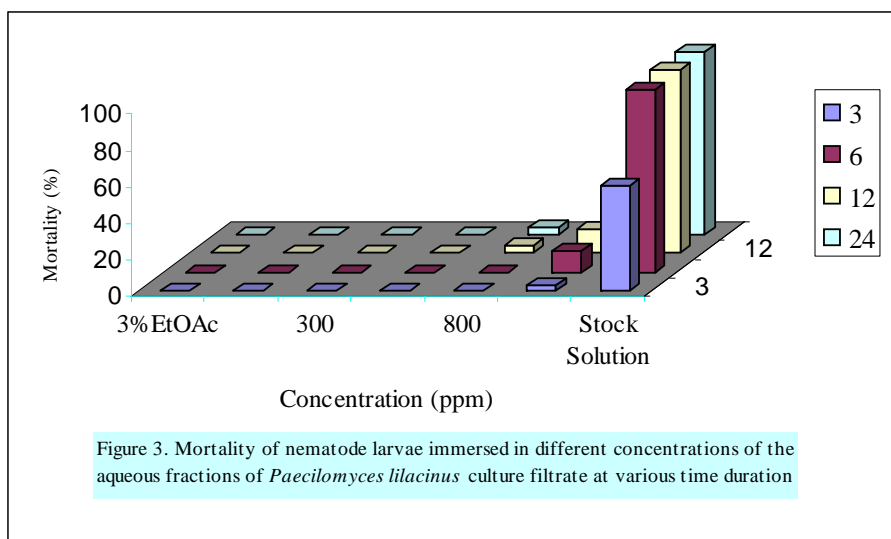 100
80
60
40
20
0
Mortality (%)
3% EtOAc
300
800
Stock
Solution
3
12
Concentration (ppm)
3
6
12
24
Figure 3. Mortality of nematode larvae immersed in different concentrations of the
aqueous fractions of Paecilomyces lilacinus culture filtrate at various time duration